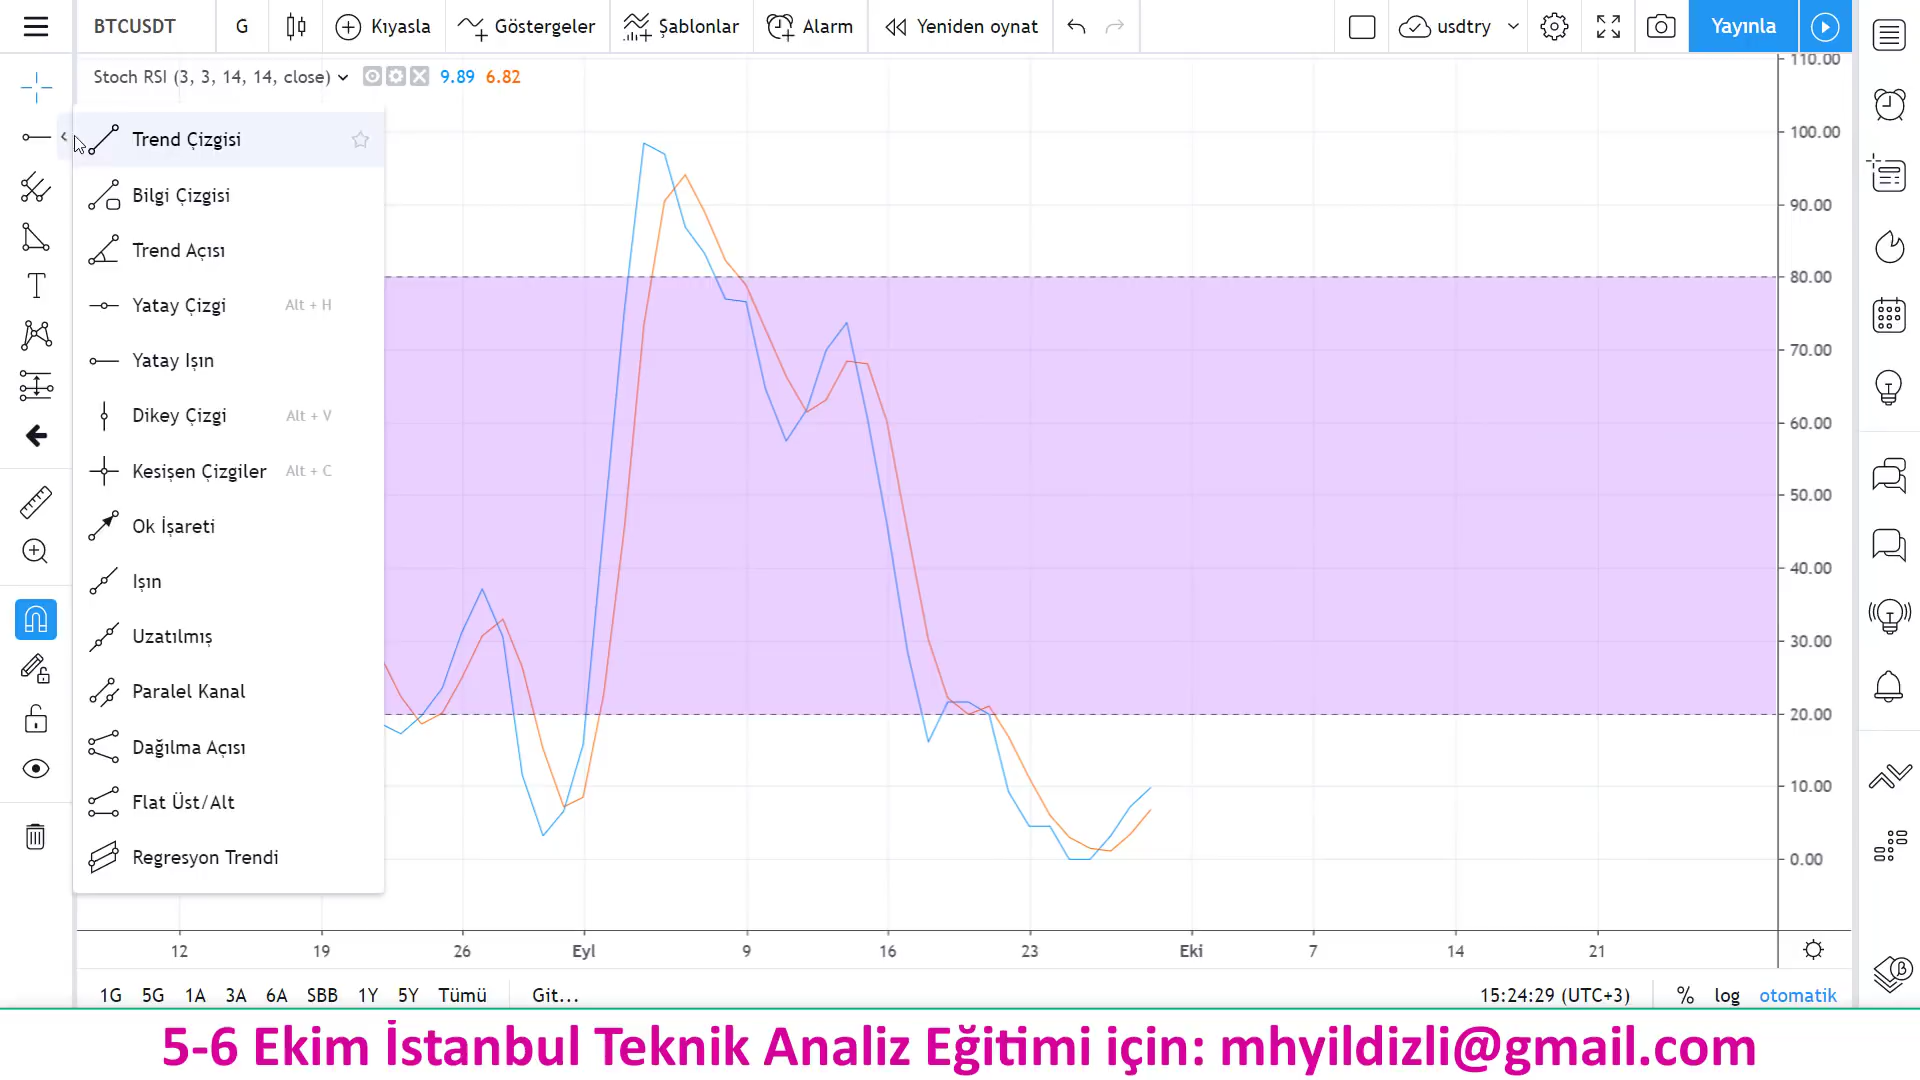 BTCUSDT G Kıyasla Göstergeler Şablonlar Alarm Yeniden oynat usdtry Yayınla
Stoch RSI (3, 3, 14, 14, close) 9.89 6.82
Trend Çizgisi
Bilgi Çizgisi
Trend Açısı
Yatay Çizgi Alt + H
Yatay Işın
Dikey Çizgi Alt + V
Kesişen Çizgiler Alt + C
Ok İşareti
Işın
Uzatılmış
Paralel Kanal
Dağılma Açısı
Flat Üst/Alt
Regresyon Trendi
110.00
100.00
90.00
80.00
70.00
60.00
50.00
40.00
30.00
20.00
10.00
0.00
12 19 26 Eyl 9 16 23 Eki 7 14 21
1G 5G 1A 3A 6A SBB 1Y 5Y Tümü Git... 15:24:29 (UTC+3) % log otomatik
5-6 Ekim İstanbul Teknik Analiz Eğitimi için: mhyildizli@gmail.com